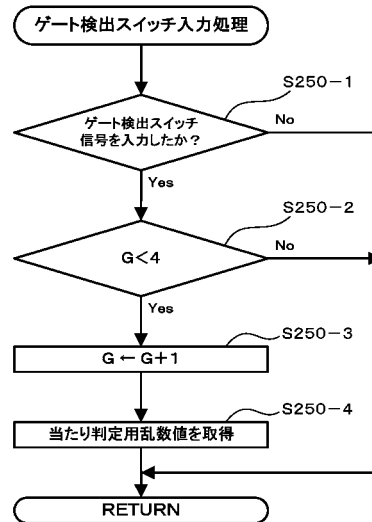 ゲート検出スイッチ入力処理
S250-1
ゲート検出スイッチ
信号を入力したか？
No
Yes
S250-2
G<4
No
Yes
S250-3
G ← G+1
S250-4
当たり判定用乱数値を取得
RETURN